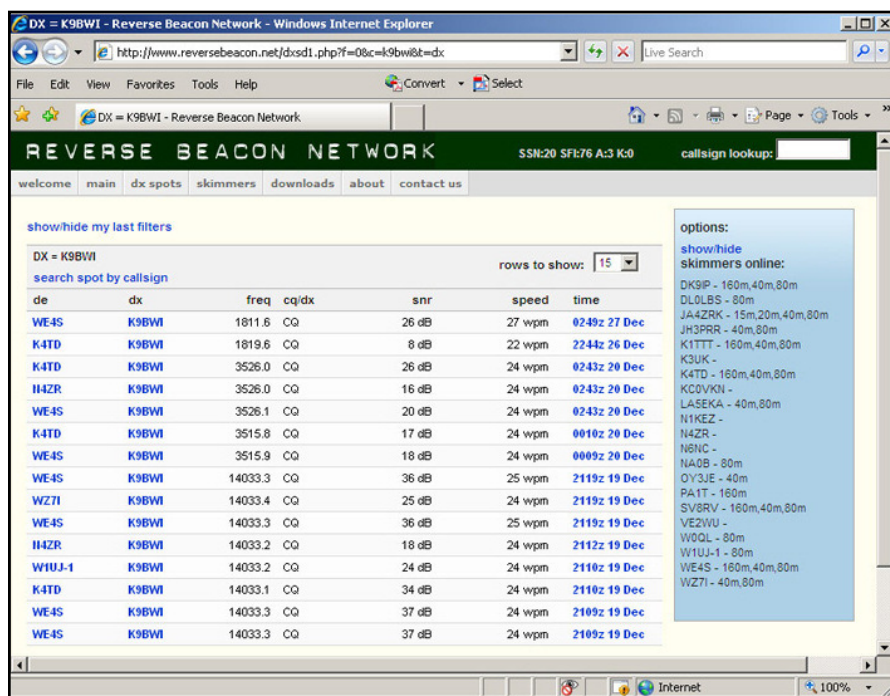 DX = K9BWI - Reverse Beacon Network - Windows Internet Explorer
http://www.reversebeacon.net/dxsd1.php?f=0&c=k9bwi&t=dx Live Search
File Edit View Favorites Tools Help Convert Select
DX = K9BWI - Reverse Beacon Network Page Tools »
REVERSE BEACON NETWORK SSN:20 SFI:76 A:3 K:0 callsign lookup:
welcome main dx spots skimmers downloads about contact us
show/hide my last filters
DX = K9BWI
rows to show: 15
search spot by callsign
de dx freq cq/dx snr speed time
WE4S K9BWI 1811.6 CQ 26 dB 27 wpm 0249z 27 Dec
K4TD K9BWI 1819.6 CQ 8 dB 22 wpm 2244z 26 Dec
K4TD K9BWI 3526.0 CQ 26 dB 24 wpm 0243z 20 Dec
N4ZR K9BWI 3526.0 CQ 16 dB 24 wpm 0243z 20 Dec
WE4S K9BWI 3526.1 CQ 20 dB 24 wpm 0243z 20 Dec
K4TD K9BWI 3515.8 CQ 17 dB 24 wpm 0010z 20 Dec
WE4S K9BWI 3515.9 CQ 18 dB 24 wpm 0009z 20 Dec
WE4S K9BWI 14033.3 CQ 36 dB 25 wpm 2119z 19 Dec
WZ7I K9BWI 14033.4 CQ 25 dB 24 wpm 2119z 19 Dec
WE4S K9BWI 14033.3 CQ 36 dB 25 wpm 2119z 19 Dec
N4ZR K9BWI 14033.2 CQ 18 dB 24 wpm 2112z 19 Dec
W1UJ-1 K9BWI 14033.2 CQ 24 dB 24 wpm 2110z 19 Dec
K4TD K9BWI 14033.1 CQ 34 dB 24 wpm 2110z 19 Dec
WE4S K9BWI 14033.3 CQ 37 dB 24 wpm 2109z 19 Dec
WE4S K9BWI 14033.3 CQ 37 dB 24 wpm 2109z 19 Dec
options:
show/hide
skimmers online:
DK9IP - 160m,40m,80m
DL0LBS - 80m
JA4ZRK - 15m,20m,40m,80m
JH3PRR - 40m,80m
K1TTT - 160m,40m,80m
K3UK -
K4TD - 160m,40m,80m
KC0VKN -
LA5EKA - 40m,80m
N1KEZ -
N4ZR -
N6NC -
NA0B - 80m
OY3JE - 40m
PA1T - 160m
SV8RV - 160m,40m,80m
VE2WU -
W0QL - 80m
W1UJ-1 - 80m
WE4S - 160m,40m,80m
WZ7I - 40m,80m
Internet 100%